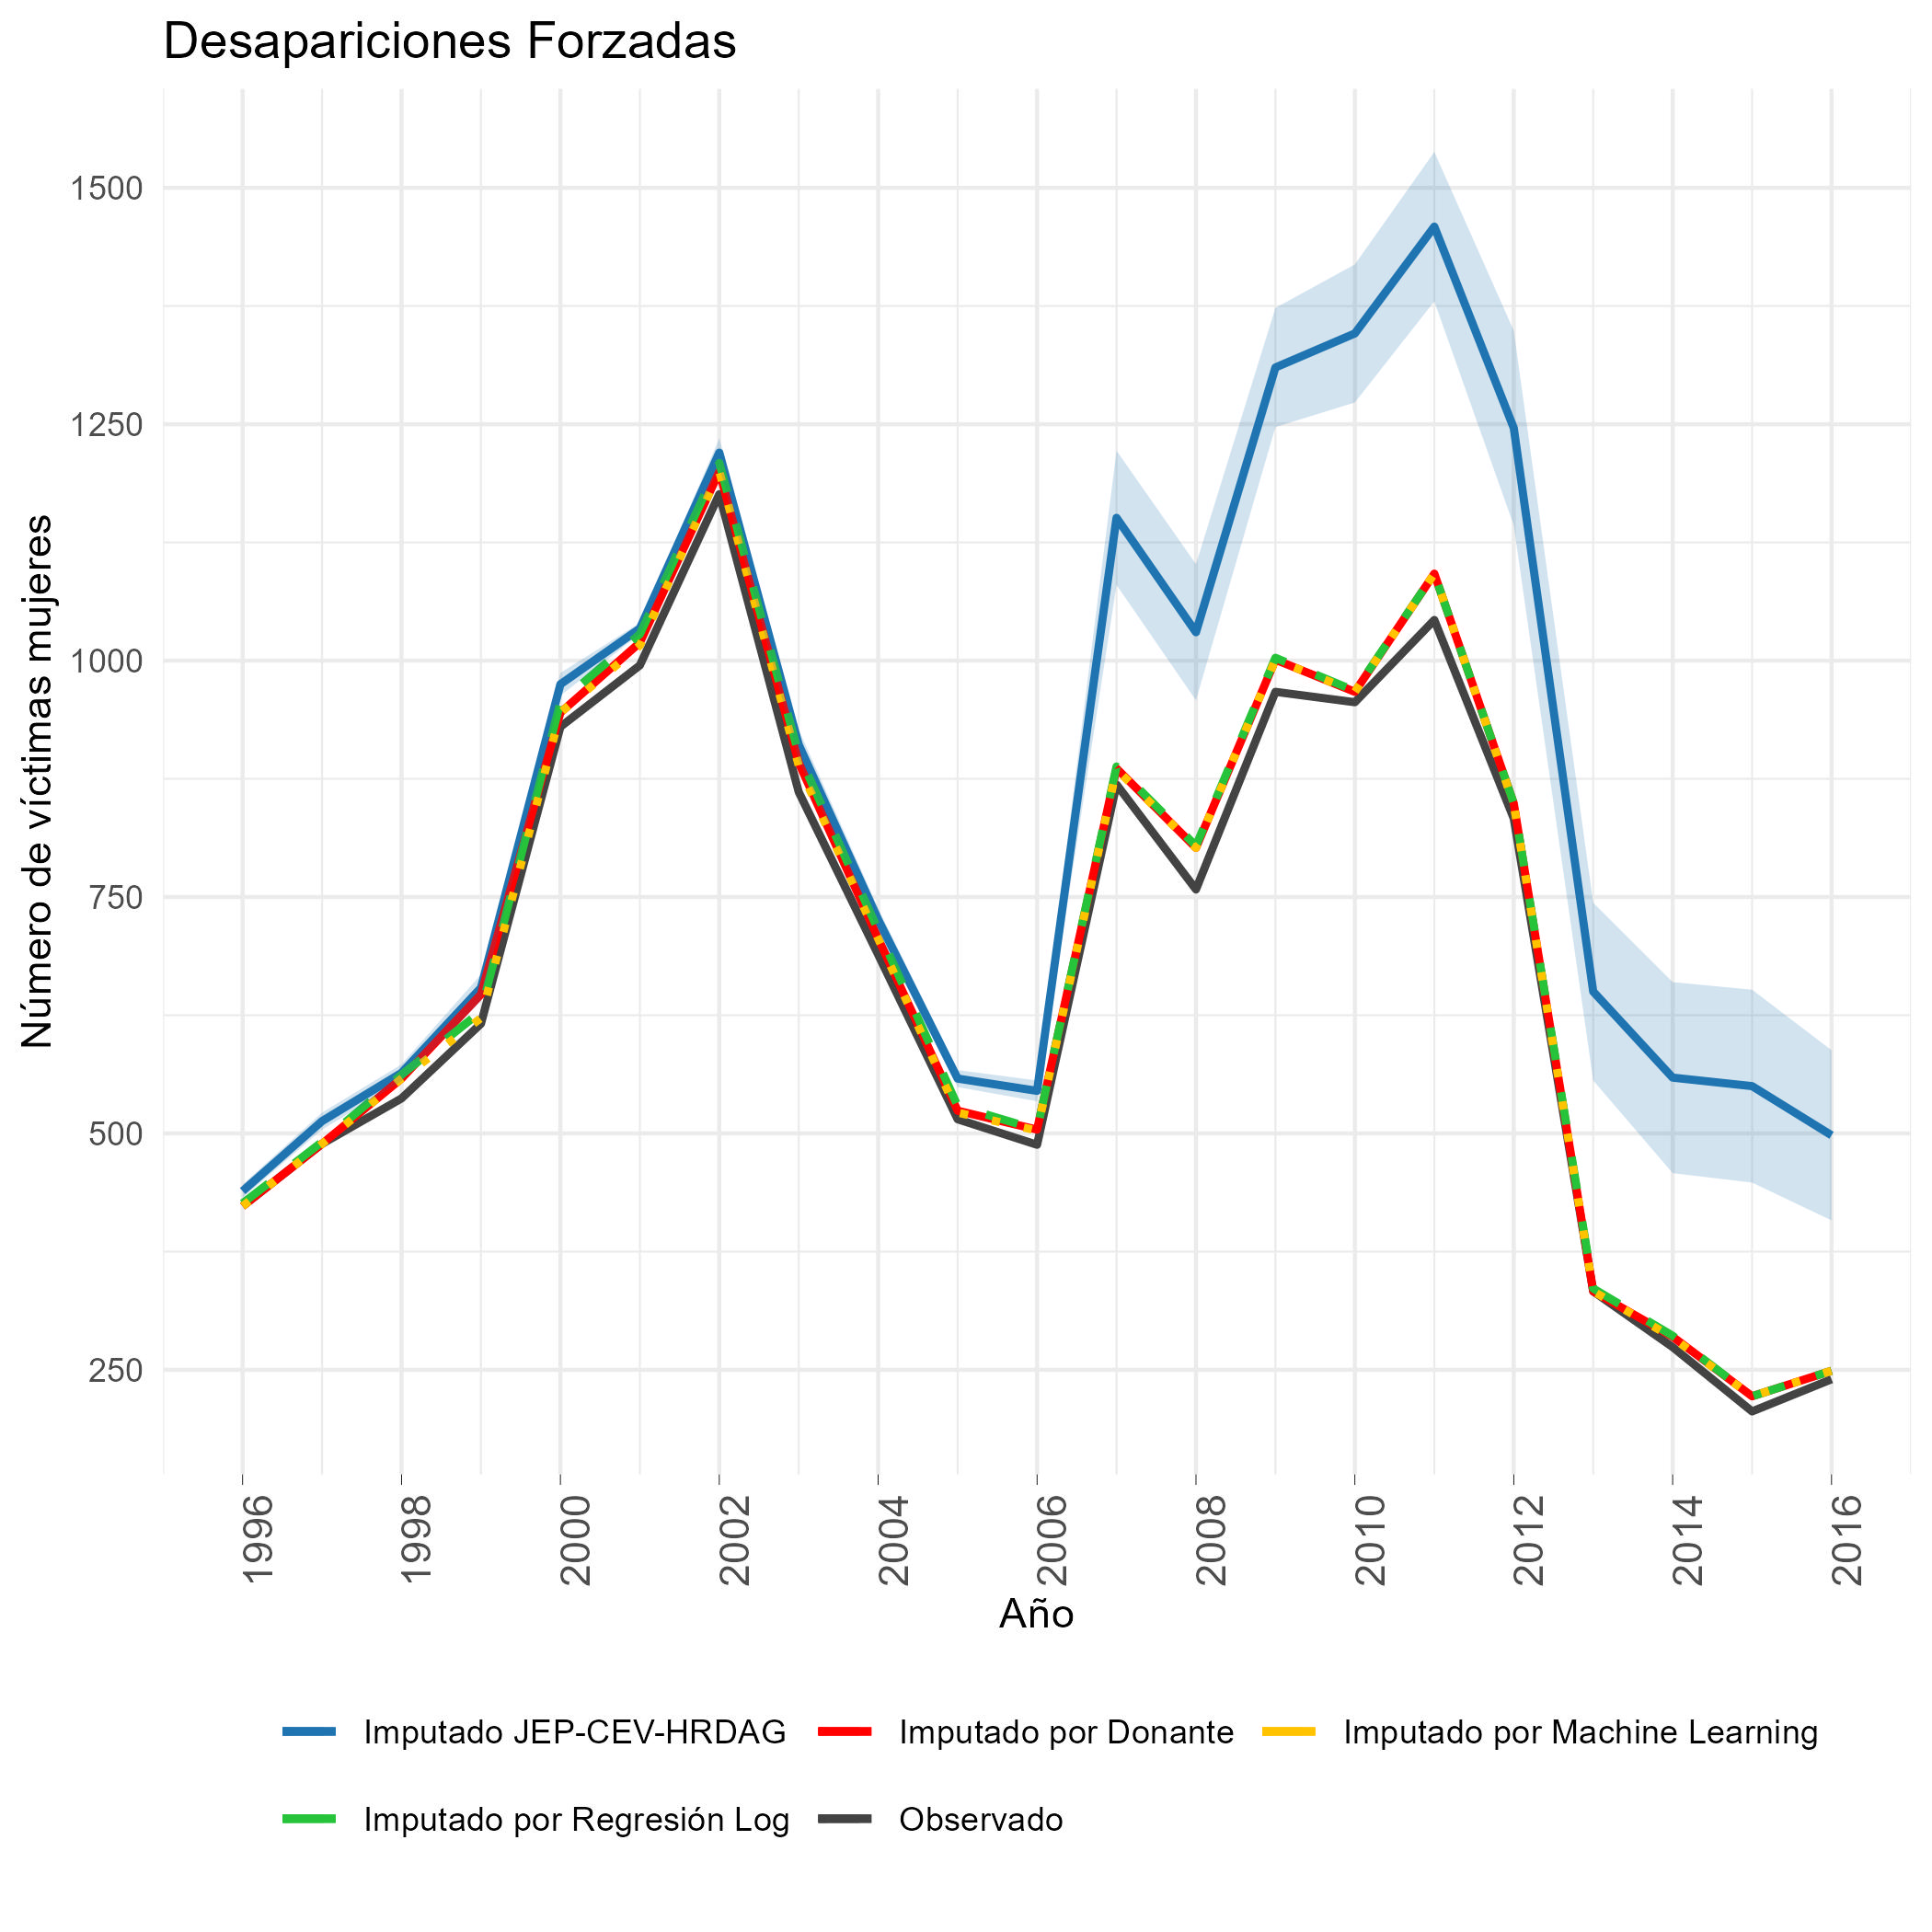 Desapariciones Forzadas
Número de víctimas mujeres
1500
1250
1000
750
500
250
1996
1998
2000
2002
2004
2006
2008
2010
2012
2014
2016
Año
Imputado JEP-CEV-HRDAG
Imputado por Donante
Imputado por Machine Learning
Imputado por Regresión Log
Observado